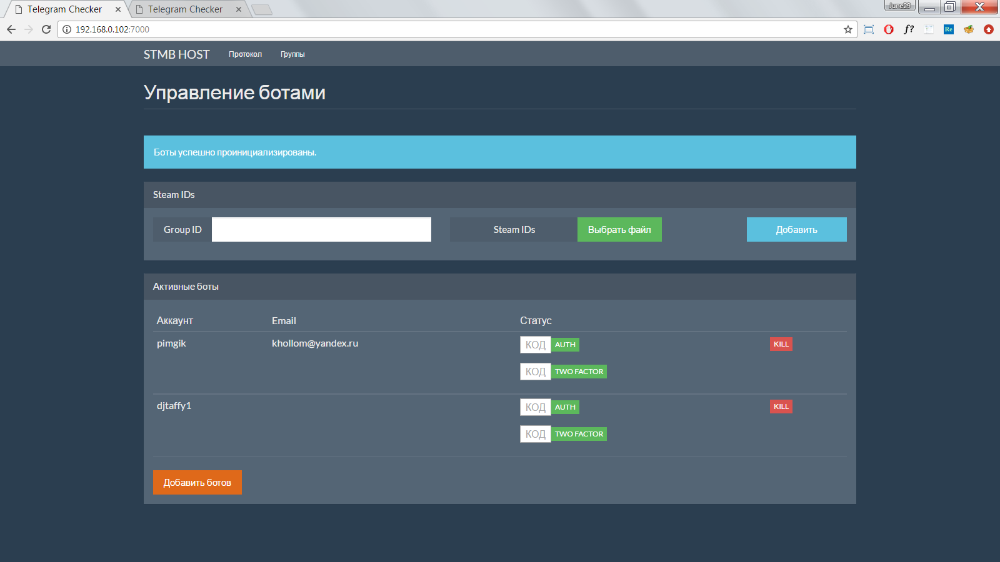 Telegram Checker
Telegram Checker
June29
192.168.0.102:7000
f?
Re
STMB HOST Протокол Группы
Управление ботами
Боты успешно проинициализированы.
Steam IDs
Group ID Steam IDs Выбрать файл Добавить
Активные боты
Аккаунт Email Статус
pimgik khollom@yandex.ru КОД AUTH KILL
КОД TWO FACTOR
djtaffy1 КОД AUTH KILL
КОД TWO FACTOR
Добавить ботов